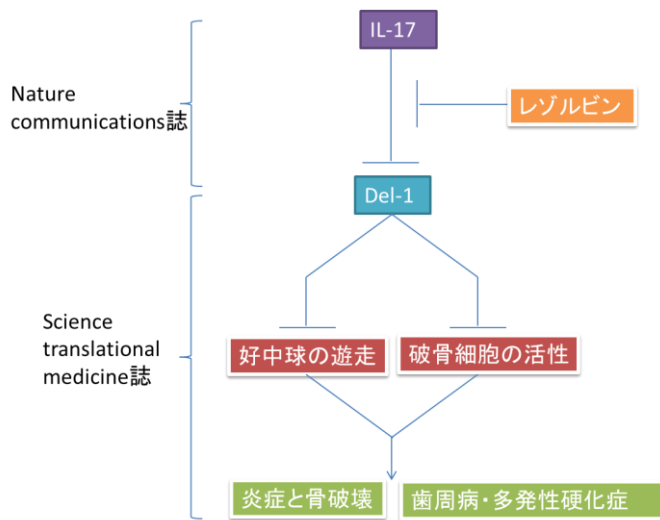 IL-17
Nature
communications誌
レゾルビン
Del-1
Science
translational
medicine誌
好中球の遊走
破骨細胞の活性
炎症と骨破壊
歯周病・多発性硬化症